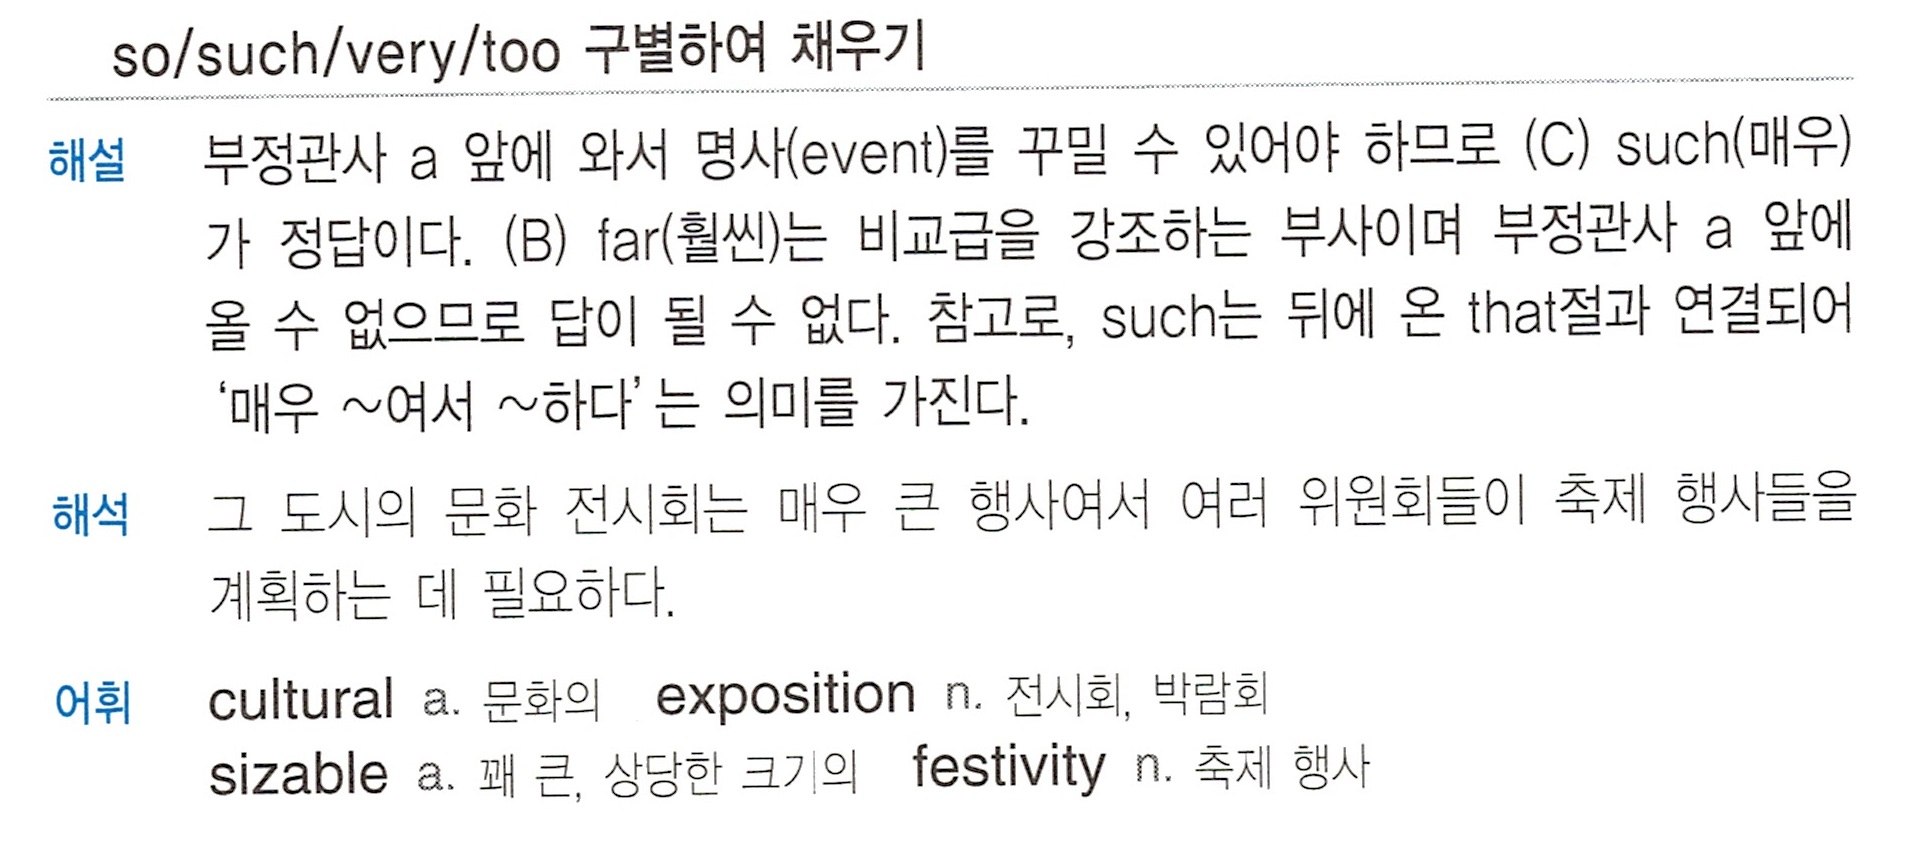 so/such/very/too 구별하여 채우기
해설 부정관사 a 앞에 와서 명사(event)를 꾸밀 수 있어야 하므로 (C) such(매우)
가 정답이다. (B) far(훨씬)는 비교급을 강조하는 부사이며 부정관사 a 앞에
올 수 없으므로 답이 될 수 없다. 참고로, such는 뒤에 온 that절과 연결되어
‘매우 ~여서 ~하다’는 의미를 가진다.
해석 그 도시의 문화 전시회는 매우 큰 행사여서 여러 위원회들이 축제 행사들을
계획하는 데 필요하다.
어휘 cultural a. 문화의 exposition n. 전시회, 박람회
sizable a. 꽤 큰, 상당한 크기의 festivity n. 축제 행사